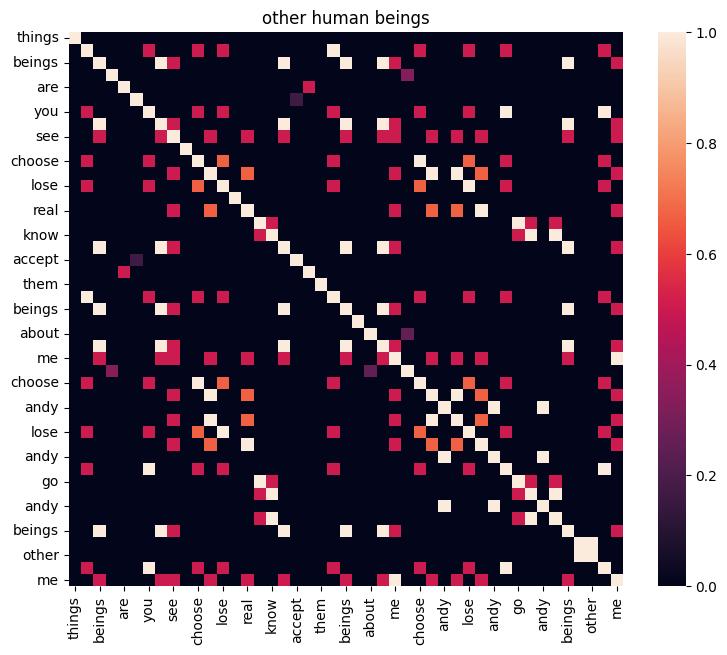 other human beings
things
beings
are
you
see
choose
lose
real
know
accept
them
beings
about
me
choose
andy
lose
andy
go
andy
beings
other
me
1.0
0.8
0.6
0.4
0.2
0.0
things
beings
are
you
see
choose
lose
real
know
accept
them
beings
about
me
choose
andy
lose
andy
go
andy
beings
other
me